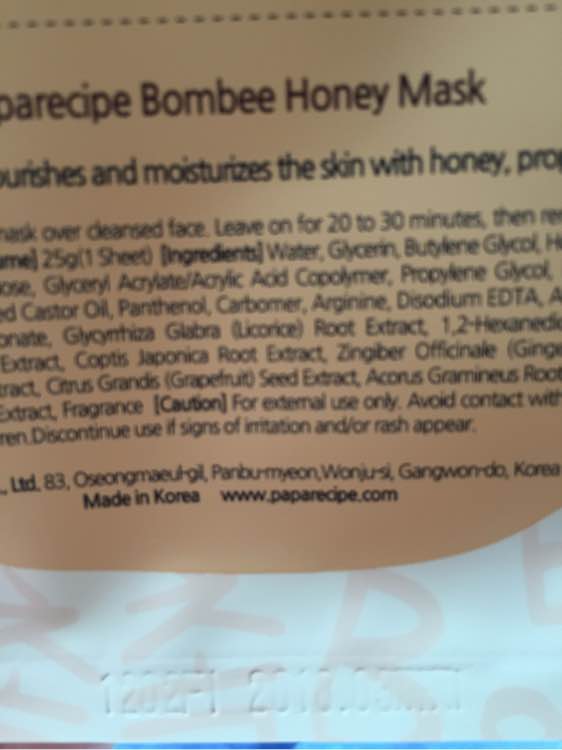 parecipe Bombee Honey Mask
ourishes and moisturizes the skin with honey, prop
mask over cleansed face. Leave on for 20 to 30 minutes, then rem
ume] 25g(1 Sheet) [Ingredients] Water, Glycerin, Butylene Glycol, H
ose, Glyceryl Acrylate/Acrylic Acid Copolymer, Propylene Glycol,
ed Castor Oil, Panthenol, Carbomer, Arginine, Disodium EDTA, A
onate, Glycyrrhiza Glabra (Licorice) Root Extract, 1,2-Hexanedi
Extract, Coptis Japonica Root Extract, Zingiber Officinale (Ginge
tract, Citrus Grandis (Grapefruit) Seed Extract, Acorus Gramineus Root
Extract, Fragrance [Caution] For external use only. Avoid contact with
ren.Discontinue use if signs of irritation and/or rash appear.
., Ltd. 83, Oseongmaeul-gil, Panbu-myeon,Wonju-si, Gangwon-do, Korea
Made in Korea www.paparecipe.com